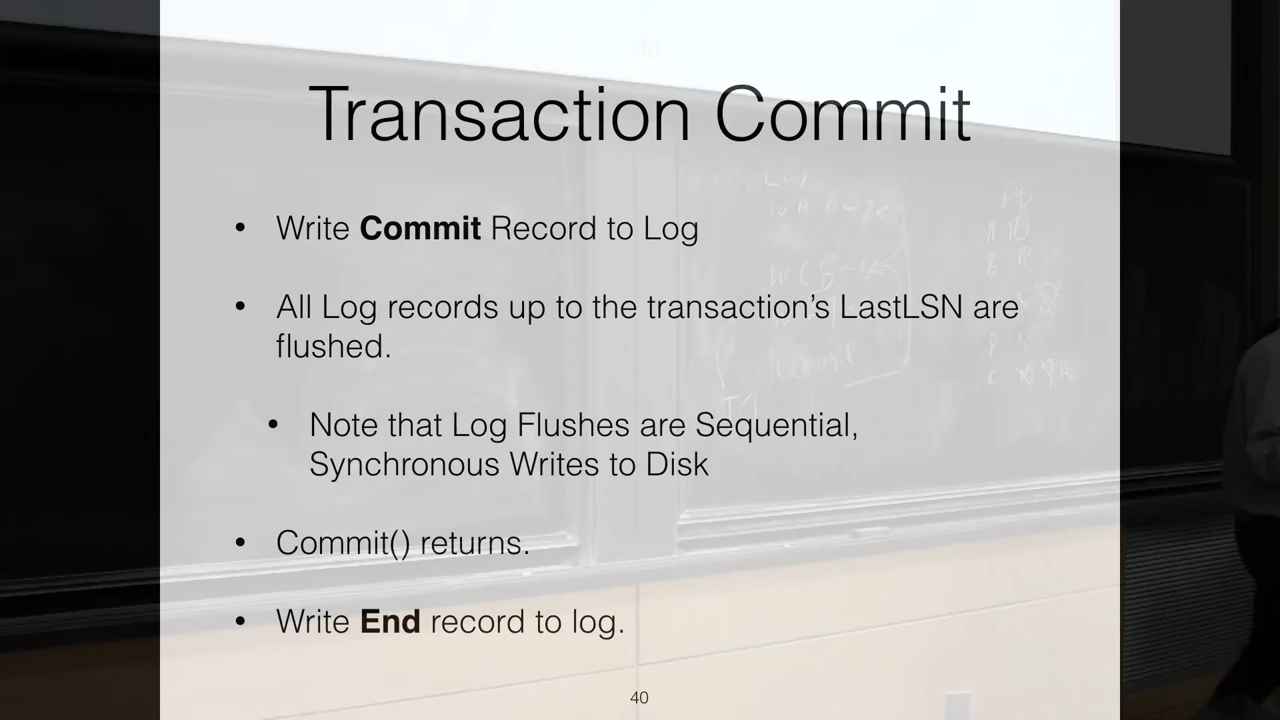 Transaction Commit
• Write Commit Record to Log
• All Log records up to the transaction’s LastLSN are
flushed.
• Note that Log Flushes are Sequential,
Synchronous Writes to Disk
• Commit() returns.
• Write End record to log.
40